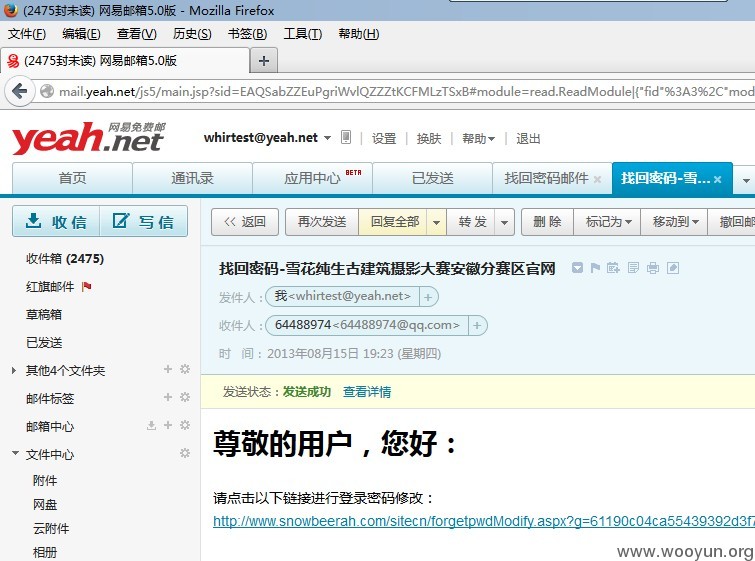 (2475封未读) 网易邮箱5.0版 - Mozilla Firefox
文件(F) 编辑(E) 查看(V) 历史(S) 书签(B) 工具(T) 帮助(H)
(2475封未读) 网易邮箱5.0版
mail.yeah.net/js5/main.jsp?sid=EAQSabZZEuPgriWvlQZZZtKCFMLzTSxB#module=read.ReadModule|{"fid"%3A3%2C"mod
yeah.net 网易免费邮 whirtest@yeah.net 设置 换肤 帮助 退出
首页 通讯录 应用中心 BETA 已发送 找回密码邮件 找回密码-雪...
收信 写信 << 返回 再次发送 回复全部 转发 删除 标记为 移动到 撤回邮
收件箱 (2475)
红旗邮件
草稿箱
已发送
其他4个文件夹
邮件标签
邮箱中心
文件中心
附件
网盘
云附件
相册
找回密码-雪花纯生古建筑摄影大赛安徽分赛区官网
发件人：我<whirtest@yeah.net>
收件人：64488974<64488974@qq.com>
时 间：2013年08月15日 19:23 (星期四)
发送状态：发送成功 查看详情
尊敬的用户，您好：
请点击以下链接进行登录密码修改：
http://www.snowbeerah.com/sitecn/forgetpwdModify.aspx?g=61190c04ca55439392d3f7
www.wooyun.org